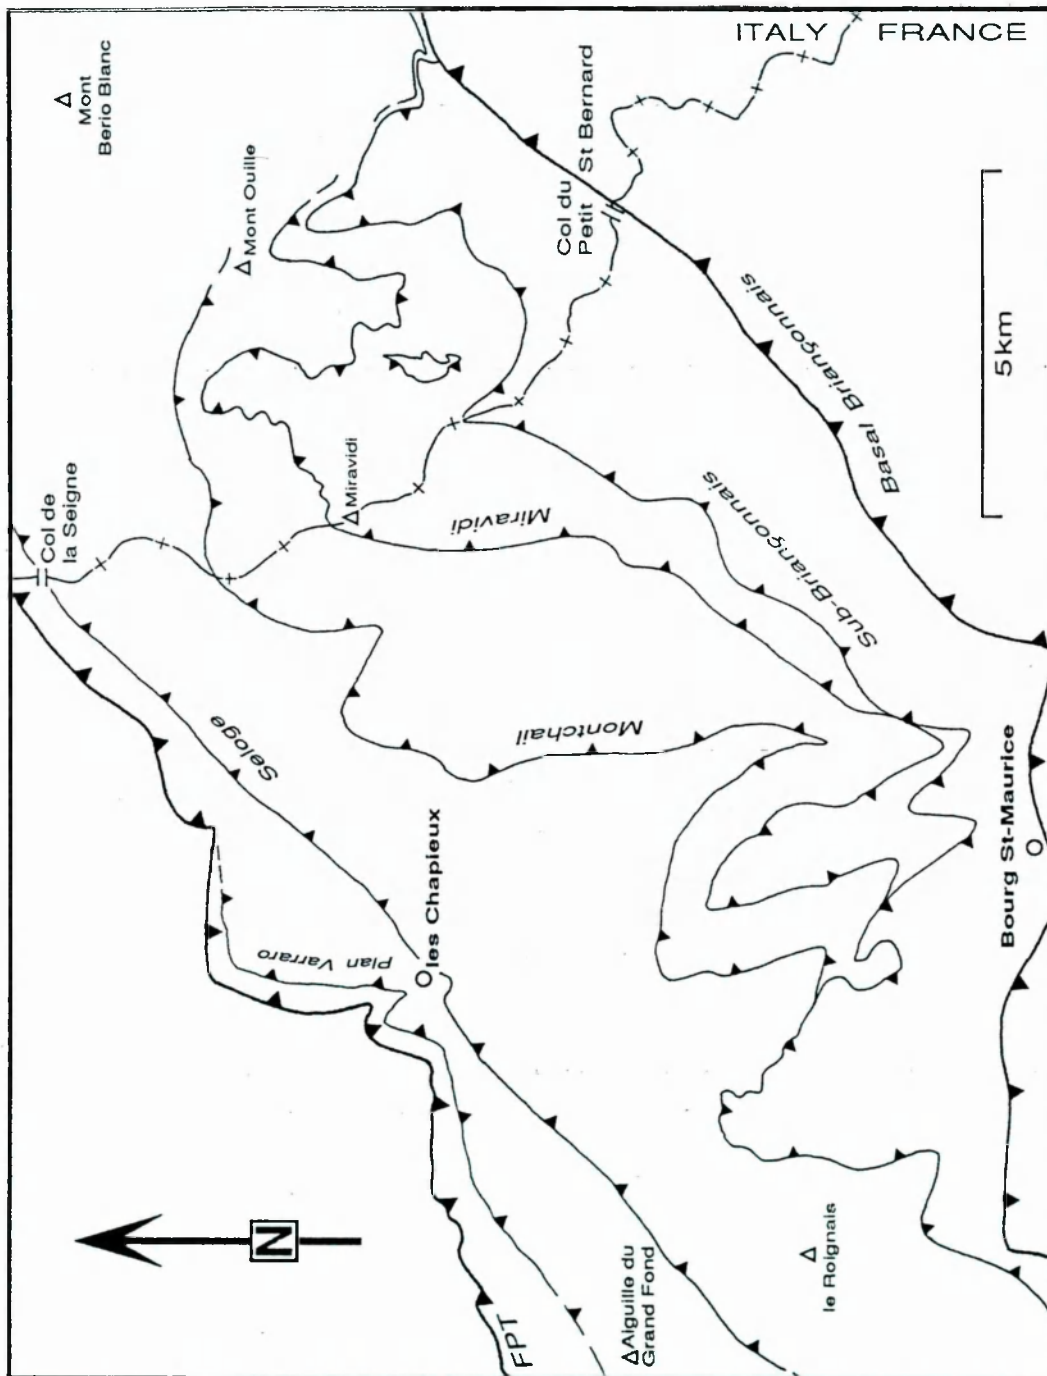 ITALY
FRANCE
Mont
Berio Blanc
Mont Ouille
Col du
Petit St Bernard
Col de
la Seigne
Miravidi
Miravidi
Basal Briançonnais
Sub-Briançonnais
5km
Seloge
Montchail
les Chapieux
Plan Varraro
Bourg St-Maurice
N
FPT
Aiguille du
Grand Fond
le Roignais